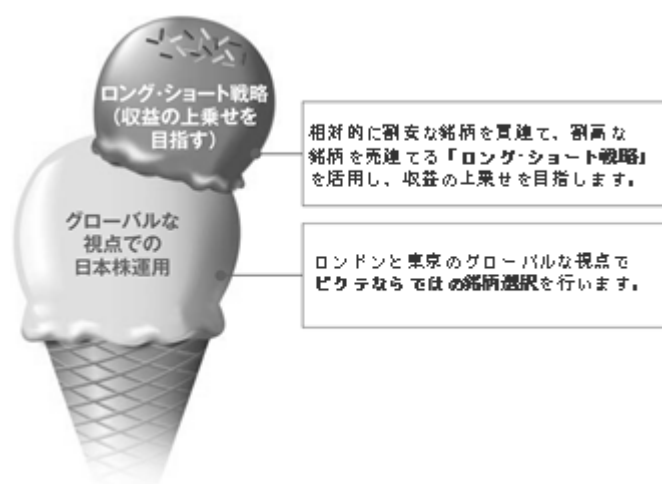 ロング・ショート戦略
(収益の上乗せを
目指す)
相対的に割安な銘柄を買建て、割高な
銘柄を売建てる「ロング・ショート戦略」
を活用し、収益の上乗せを目指します。
グローバルな
視点での
日本株運用
ロンドンと東京のグローバルな視点で
ピクテならではの銘柄選択を行います。